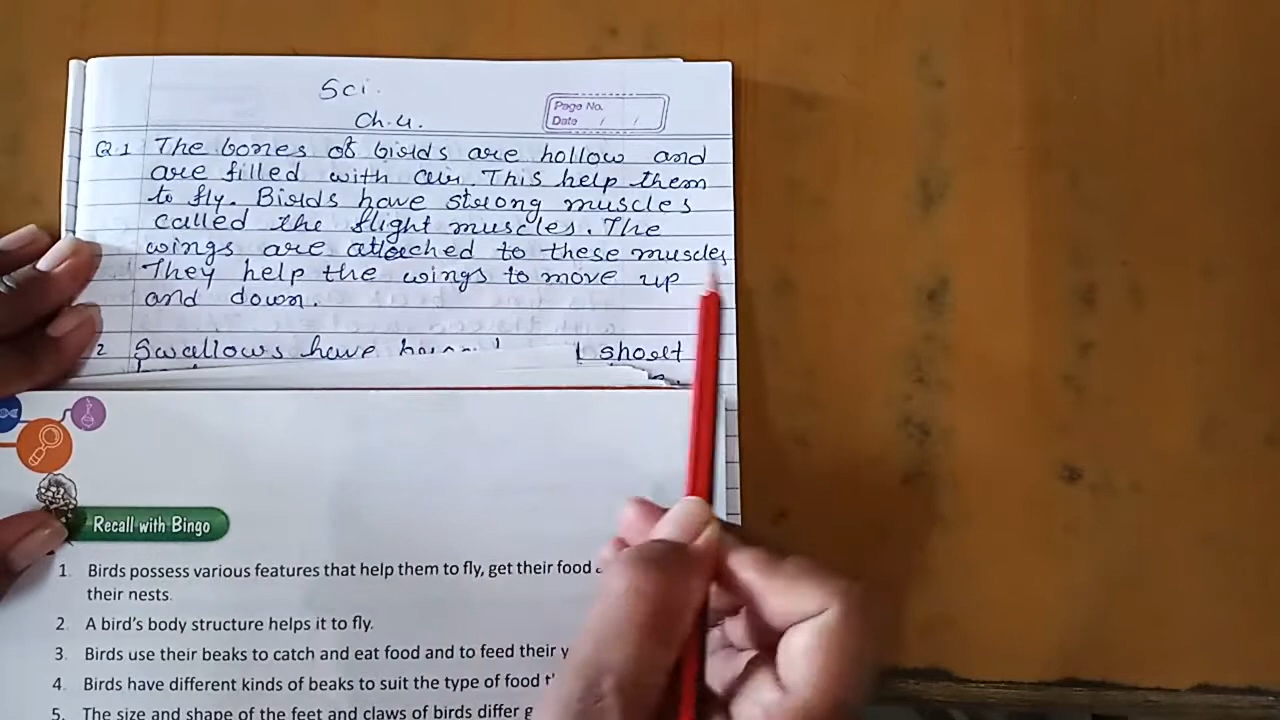 Sci.
Ch.4.
Page No.
Date / /
Q.1 The bones of birds are hollow and
are filled with air. This help them
to fly. Birds have strong muscles
called the flight muscles. The
wings are attached to these muscles
They help the wings to move up
and down.
2 Swallows have short
Recall with Bingo
1. Birds possess various features that help them to fly, get their food
their nests.
2. A bird's body structure helps it to fly.
3. Birds use their beaks to catch and eat food and to feed their
4. Birds have different kinds of beaks to suit the type of food
5. The size and shape of the feet and claws of birds differ